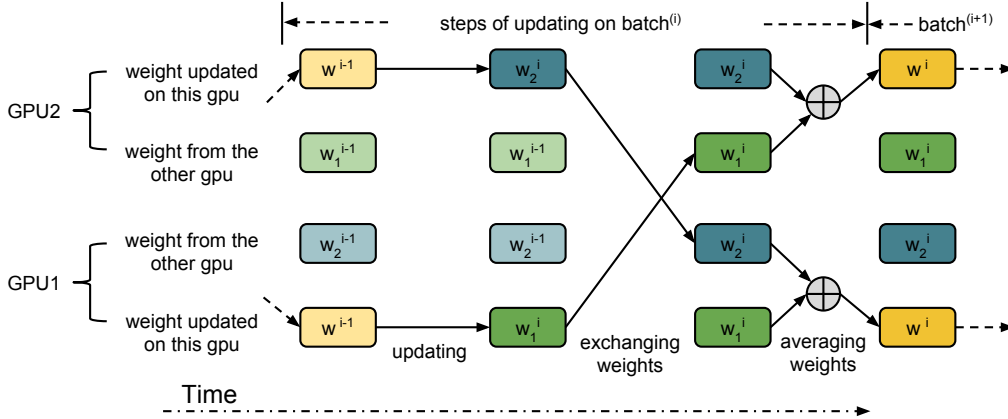 steps of updating on batch(i)
batch(i+1)
GPU2
weight updated
on this gpu
w i-1
w2 i
w2 i
w i
weight from the
other gpu
w1 i-1
w1 i-1
w1 i
w1 i
GPU1
weight from the
other gpu
w2 i-1
w2 i-1
w2 i
w2 i
weight updated
on this gpu
w i-1
w1 i
w1 i
w i
updating
exchanging
weights
averaging
weights
Time